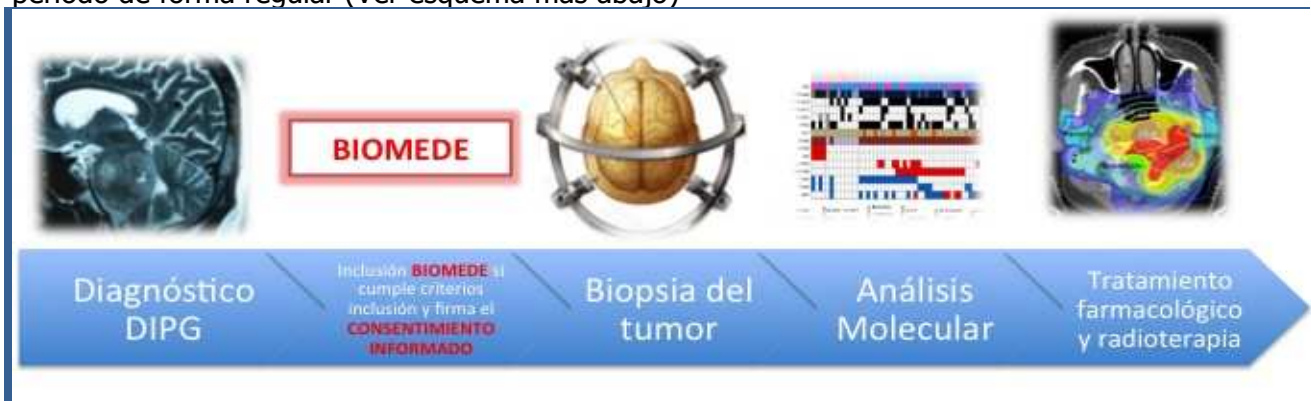 periodo de forma regular (ver esquema más abajo)
BIOMEDE
Diagnóstico
DIPG
Inclusión BIOMEDE si
cumple criterios
inclusión y firma el
CONSENTIMIENTO
INFORMADO
Biopsia del
tumor
Análisis
Molecular
Tratamiento
farmacológico
y radioterapia